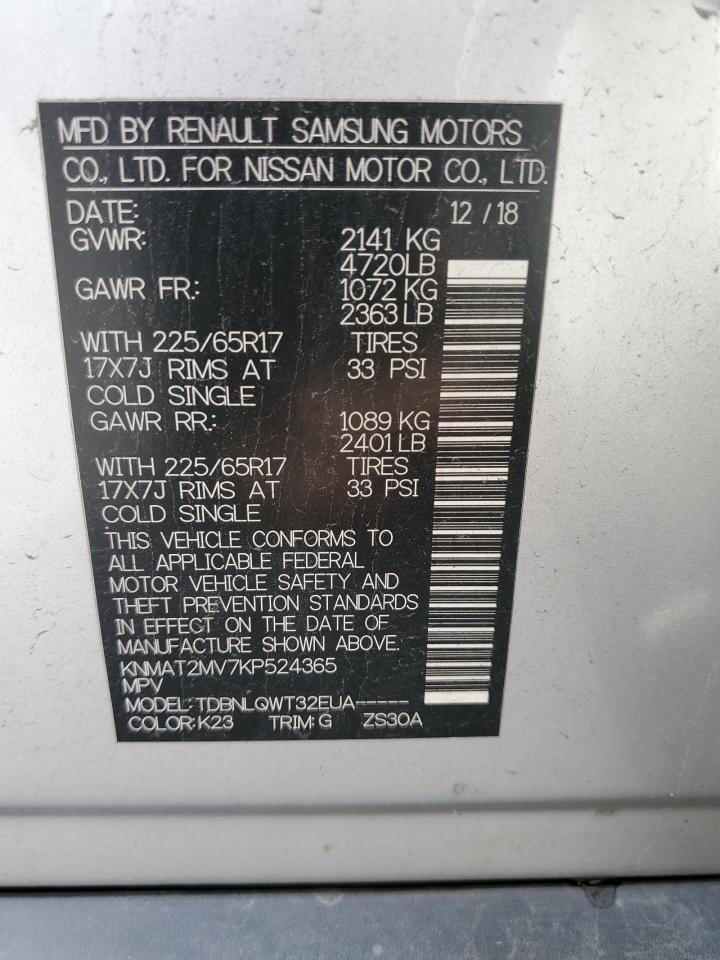 MFD BY RENAULT SAMSUNG MOTORS
CO., LTD. FOR NISSAN MOTOR CO., LTD.
DATE: 12 / 18
GVWR: 2141 KG
4720LB
GAWR FR.: 1072 KG
2363 LB
WITH 225/65R17 TIRES
17X7J RIMS AT 33 PSI
COLD SINGLE
GAWR RR.: 1089 KG
2401 LB
WITH 225/65R17 TIRES
17X7J RIMS AT 33 PSI
COLD SINGLE
THIS VEHICLE CONFORMS TO
ALL APPLICABLE FEDERAL
MOTOR VEHICLE SAFETY AND
THEFT PREVENTION STANDARDS
IN EFFECT ON THE DATE OF
MANUFACTURE SHOWN ABOVE.
KNMAT2MV7KP524365
MPV
MODEL: TDBNLQWT32EUA-----
COLOR: K23 TRIM: G ZS30A